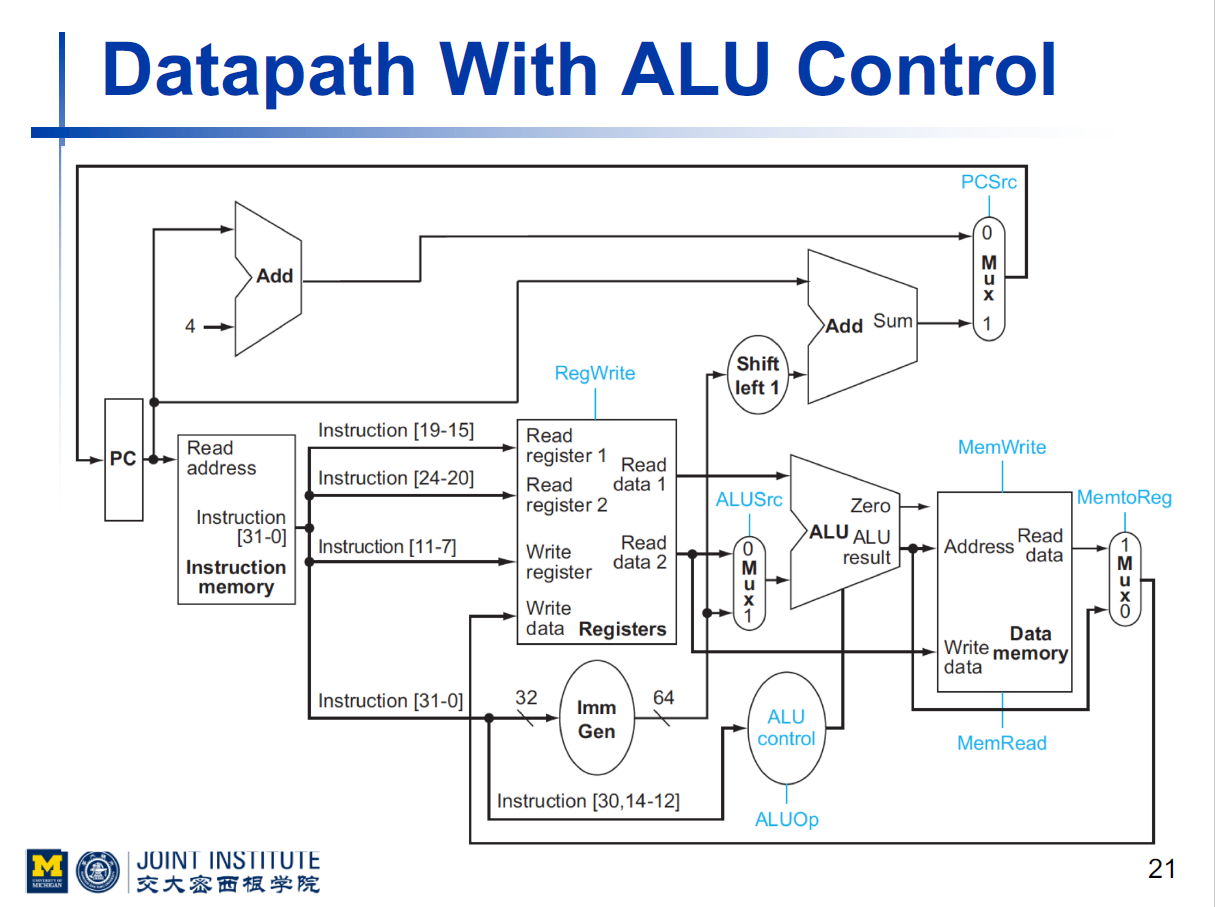 Datapath With ALU Control
PCSrc
0
M
u
x
1
Add
4
Add Sum
Shift
left 1
RegWrite
PC
Read
address
Instruction
[31-0]
Instruction
memory
Instruction [19-15]
Instruction [24-20]
Instruction [11-7]
Instruction [31-0]
Read
register 1
Read
register 2
Write
register
Write
data
Read
data 1
Read
data 2
Registers
ALUSrc
0
M
u
x
1
Zero
ALU
ALU
result
MemWrite
Address
Read
data
Write
data
Data
memory
MemRead
MemtoReg
1
M
u
x
0
32
Imm
Gen
64
ALU
control
ALUOp
Instruction [30,14-12]
M
UNIVERSITY OF
MICHIGAN
JOINT INSTITUTE
交大密西根学院
21